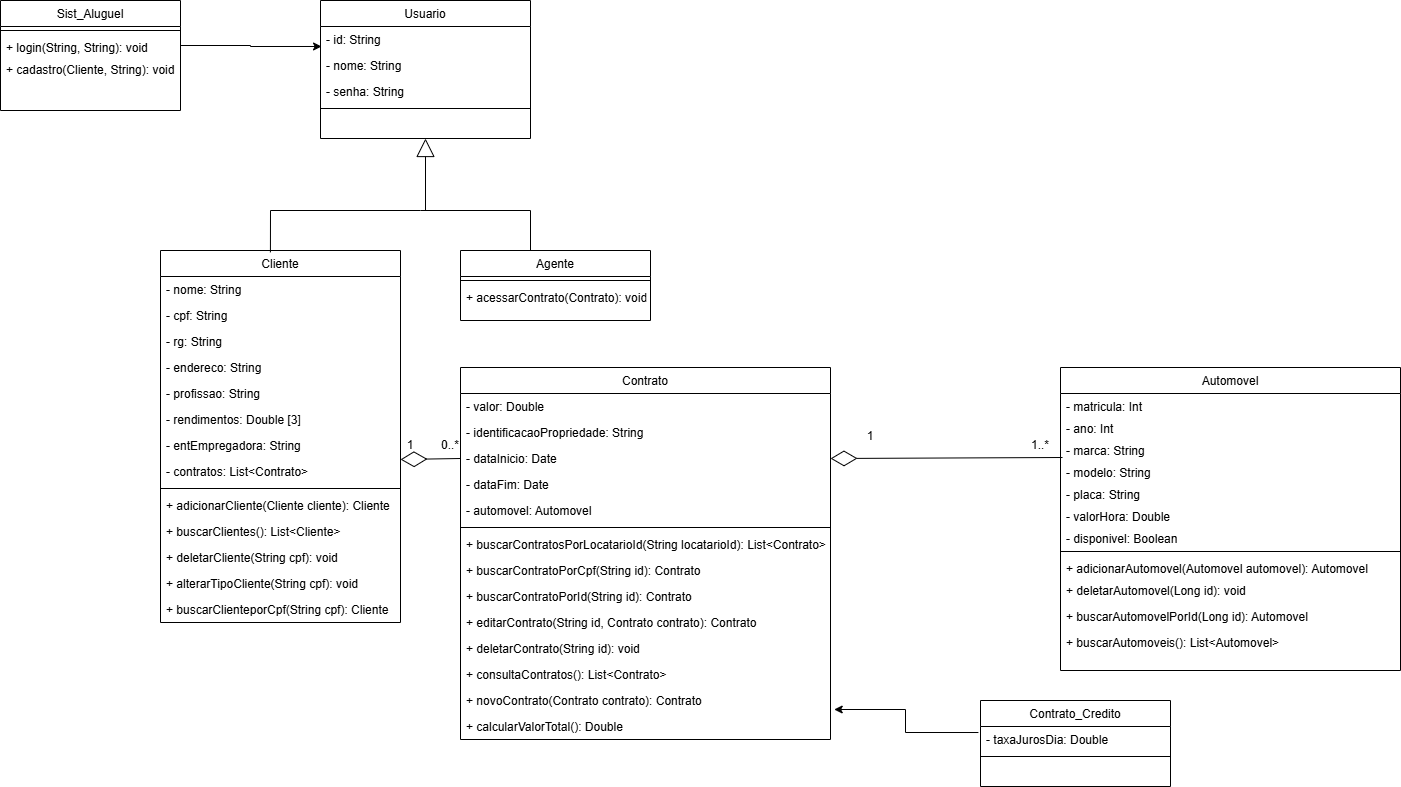 Sist_Aluguel
+ login(String, String): void
+ cadastro(Cliente, String): void
Usuario
- id: String
- nome: String
- senha: String
Cliente
- nome: String
- cpf: String
- rg: String
- endereco: String
- profissao: String
- rendimentos: Double [3]
- entEmpregadora: String
- contratos: List<Contrato>
+ adicionarCliente(Cliente cliente): Cliente
+ buscarClientes(): List<Cliente>
+ deletarCliente(String cpf): void
+ alterarTipoCliente(String cpf): void
+ buscarClienteporCpf(String cpf): Cliente
Agente
+ acessarContrato(Contrato): void
1
0..*
Contrato
- valor: Double
- identificacaoPropriedade: String
- dataInicio: Date
- dataFim: Date
- automovel: Automovel
+ buscarContratosPorLocatarioId(String locatarioId): List<Contrato>
+ buscarContratoPorCpf(String id): Contrato
+ buscarContratoPorId(String id): Contrato
+ editarContrato(String id, Contrato contrato): Contrato
+ deletarContrato(String id): void
+ consultaContratos(): List<Contrato>
+ novoContrato(Contrato contrato): Contrato
+ calcularValorTotal(): Double
1
1..*
Automovel
- matricula: Int
- ano: Int
- marca: String
- modelo: String
- placa: String
- valorHora: Double
- disponivel: Boolean
+ adicionarAutomovel(Automovel automovel): Automovel
+ deletarAutomovel(Long id): void
+ buscarAutomovelPorId(Long id): Automovel
+ buscarAutomoveis(): List<Automovel>
Contrato_Credito
- taxaJurosDia: Double